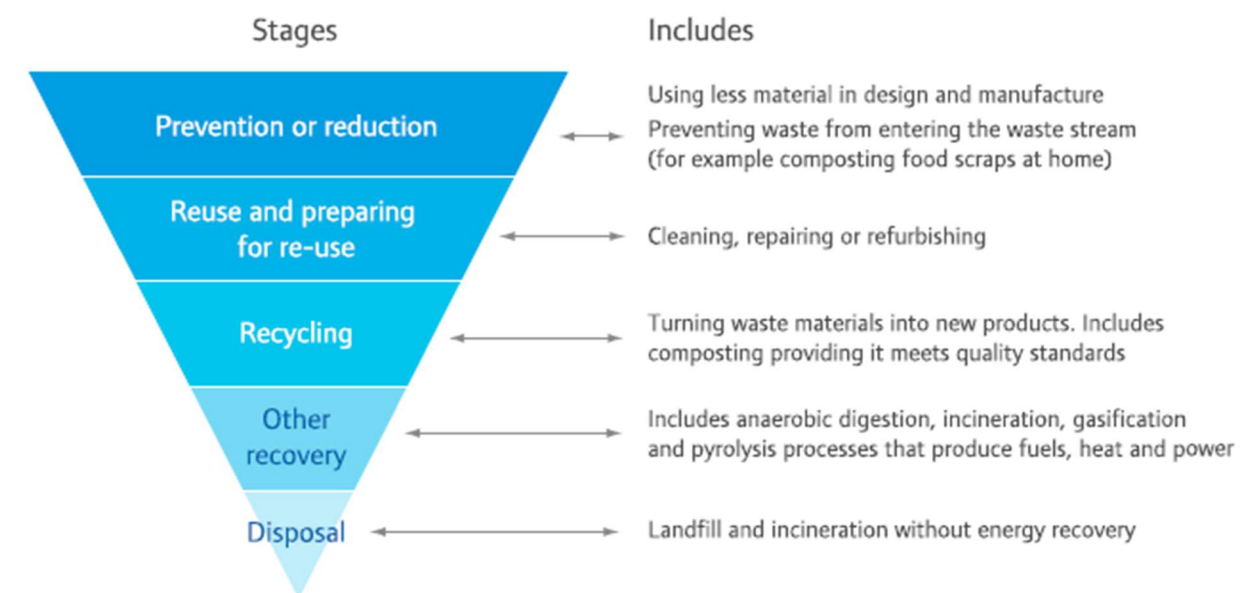 Stages
Includes
Prevention or reduction
Using less material in design and manufacture
Preventing waste from entering the waste stream
(for example composting food scraps at home)
Reuse and preparing
for re-use
Cleaning, repairing or refurbishing
Recycling
Turning waste materials into new products. Includes
composting providing it meets quality standards
Other
recovery
Includes anaerobic digestion, incineration, gasification
and pyrolysis processes that produce fuels, heat and power
Disposal
Landfill and incineration without energy recovery